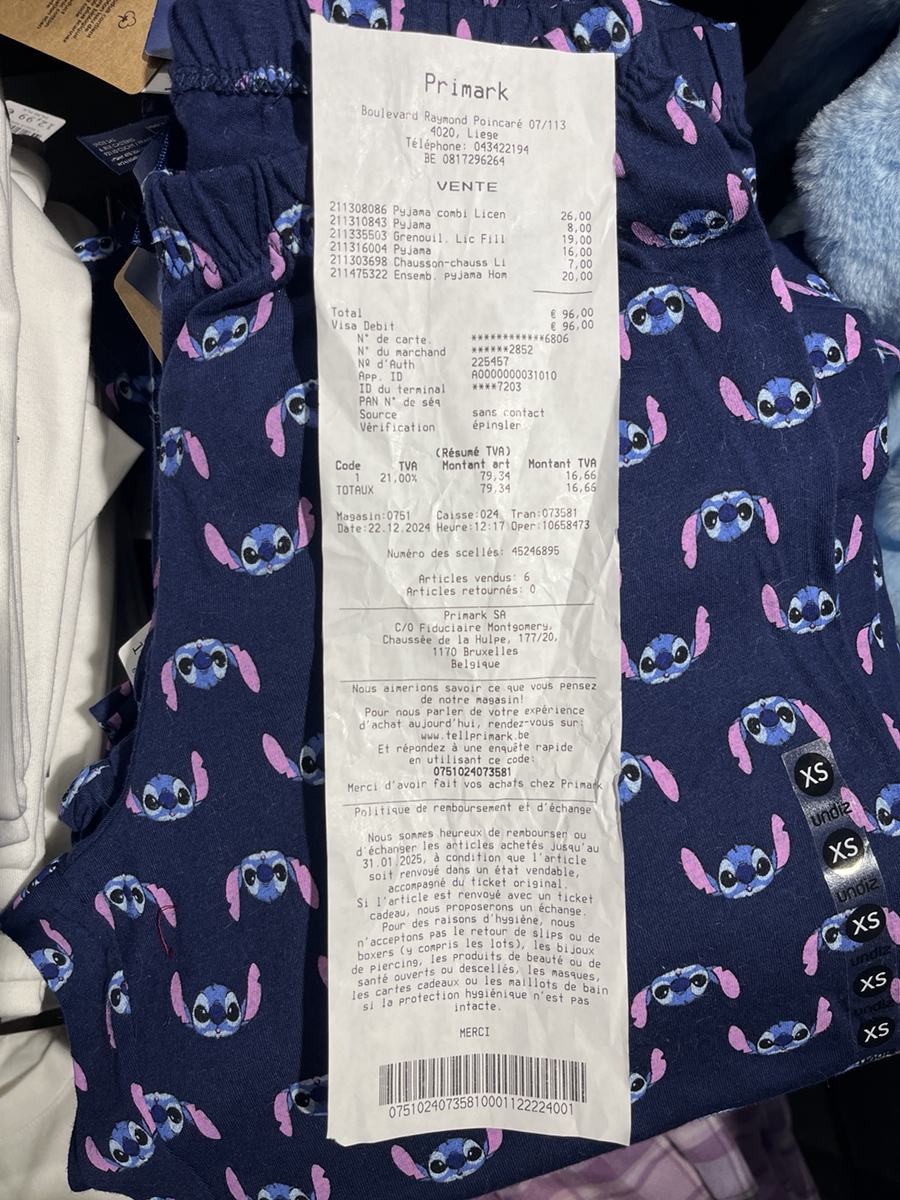 Primark
Boulevard Raymond Poincaré 07/113
4020, Liege
Téléphone: 043422194
BE 0817296264
VENTE
211308086 Pyjama combi Licen 26,00
211310843 Pyjama 8,00
211335503 Grenouil. Lic Fill 19,00
211316004 Pyjama 16,00
211303698 Chausson-chauss Li 7,00
211475322 Ensemb. pyjama Hom 20,00
Total € 96,00
Visa Debit € 96,00
N° de carte. ************6806
N° du marchand ******2852
Nº d'Auth 225457
App. ID A0000000031010
ID du terminal ****7203
PAN N° de séq
Source sans contact
Vérification épingler
(Résumé TVA)
Code TVA Montant art Montant TVA
1 21,00% 79,34 16,66
TOTAUX 79,34 16,66
Magasin:0751 Caisse:024 Tran:073581
Date:22.12.2024 Heure:12:17 Oper:10658473
Numéro des scellés: 45246895
Articles vendus: 6
Articles retournés: 0
Primark SA
C/O Fiduciaire Montgomery,
Chaussée de la Hulpe, 177/20,
1170 Bruxelles
Belgique
Nous aimerions savoir ce que vous pensez
de notre magasin!
Pour nous parler de votre expérience
d'achat aujourd'hui, rendez-vous sur:
www.tellprimark.be
Et répondez à une enquête rapide
en utilisant ce code:
0751024073581
Merci d'avoir fait vos achats chez Primark
Politique de remboursement et d'échange
Nous sommes heureux de rembourser ou
d'échanger les articles achetés jusqu'au
31.01.2025, à condition que l'article
soit renvoyé dans un état vendable,
accompagné du ticket original.
Si l'article est renvoyé avec un ticket
cadeau, nous proposerons un échange.
Pour des raisons d'hygiène, nous
n'acceptons pas le retour de slips ou de
boxers (y compris les lots), les bijoux
de piercing, les produits de beauté ou de
santé ouverts ou descellés, les masques,
les cartes cadeaux ou les maillots de bain
si la protection hygiénique n'est pas
intacte.
MERCI
07510240735810001122224001
XS
undiz
XS
undiz
XS
undiz
XS
undiz
XS
12,99